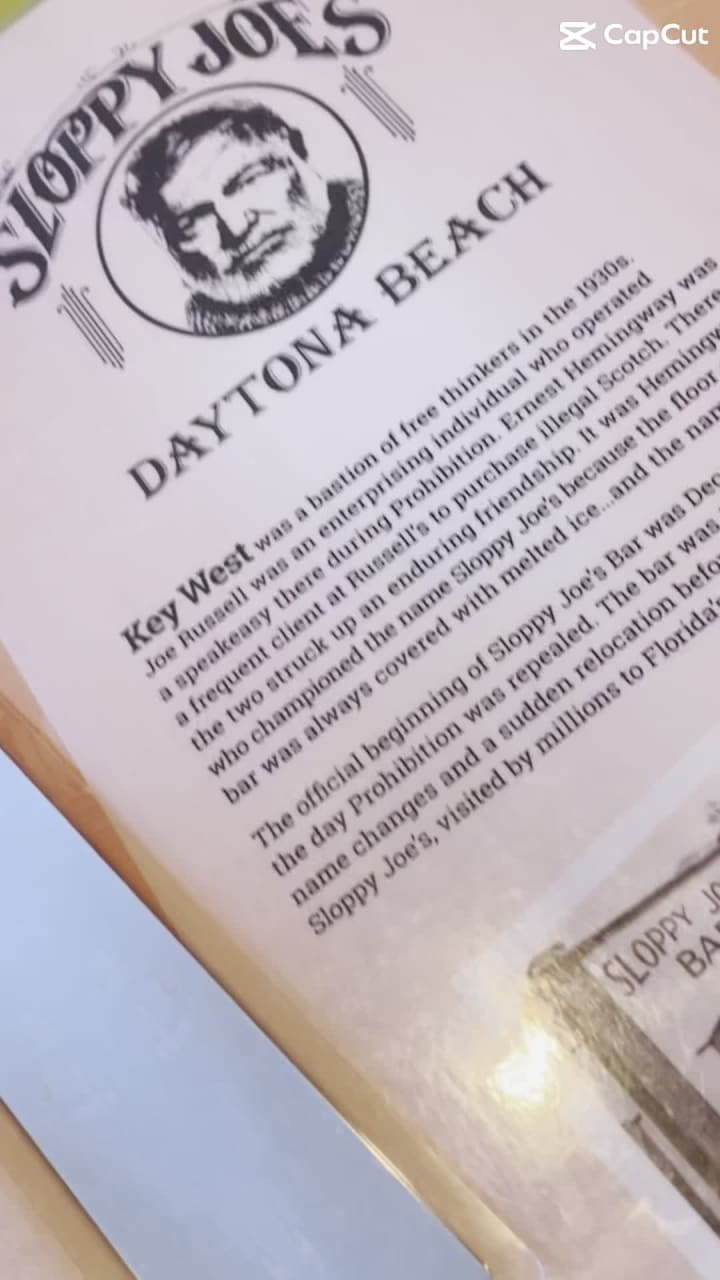 CapCut
SLOPPY JOE'S
DAYTONA BEACH
Key West was a bastion of free thinkers in the 1930s.
Joe Russell was an enterprising individual who operated
a speakeasy there during Prohibition. Ernest Hemingway was
a frequent client at Russell's to purchase illegal Scotch. There
the two struck up an enduring friendship. It was Hemingw
who championed the name Sloppy Joe's because the floor
bar was always covered with melted ice...and the nam
The official beginning of Sloppy Joe's Bar was Dec
the day Prohibition was repealed. The bar was
name changes and a sudden relocation befo
Sloppy Joe's, visited by millions to Florida's
SLOPPY JO
BA